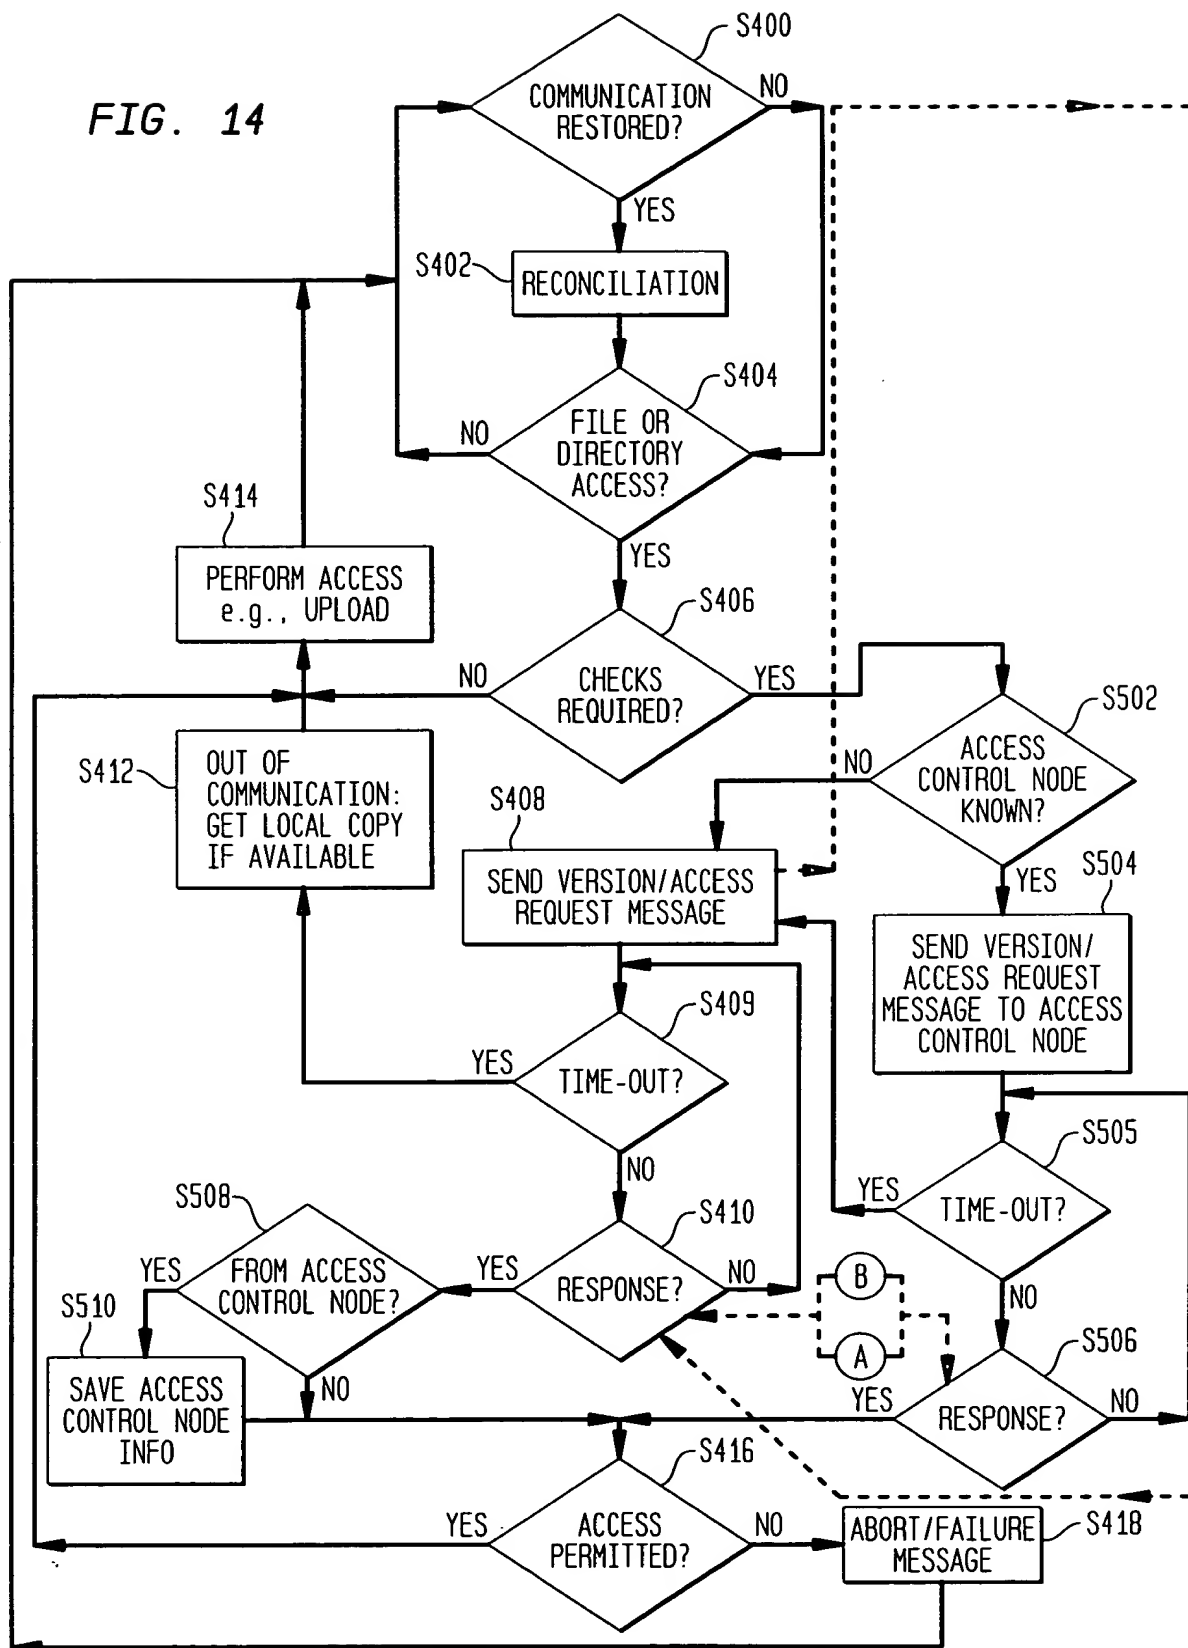 FIG. 14
S400
COMMUNICATION
RESTORED?
NO
YES
S402
RECONCILIATION
S404
FILE OR
DIRECTORY
ACCESS?
NO
YES
S414
PERFORM ACCESS
e.g., UPLOAD
S406
CHECKS
REQUIRED?
NO
YES
S502
ACCESS
CONTROL NODE
KNOWN?
NO
YES
S412
OUT OF
COMMUNICATION:
GET LOCAL COPY
IF AVAILABLE
S408
SEND VERSION/ACCESS
REQUEST MESSAGE
S504
SEND VERSION/
ACCESS REQUEST
MESSAGE TO ACCESS
CONTROL NODE
S409
TIME-OUT?
YES
NO
S505
TIME-OUT?
YES
NO
S508
FROM ACCESS
CONTROL NODE?
YES
NO
S410
RESPONSE?
YES
NO
B
A
S506
RESPONSE?
YES
NO
S510
SAVE ACCESS
CONTROL NODE
INFO
S416
ACCESS
PERMITTED?
YES
NO
S418
ABORT/FAILURE
MESSAGE